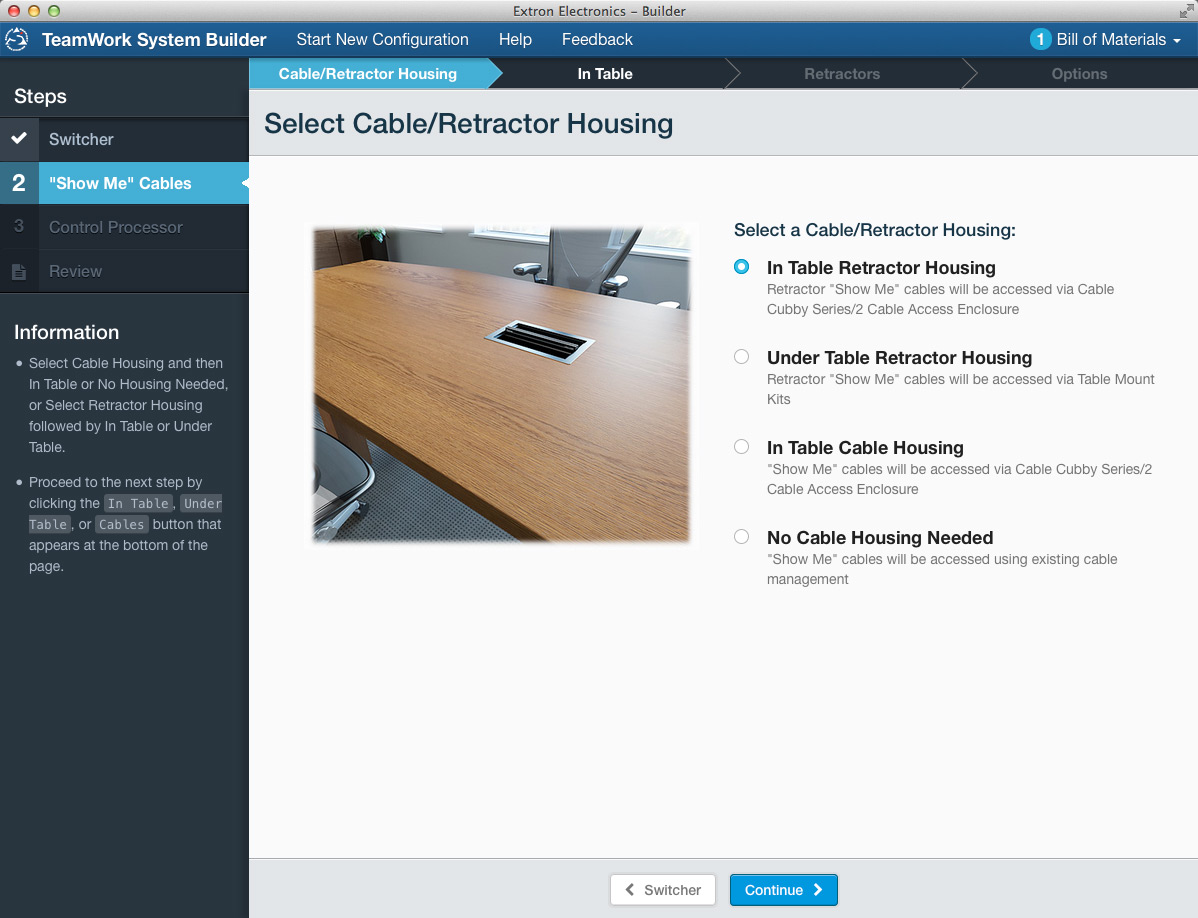 Extron Electronics – Builder
TeamWork System Builder
Start New Configuration
Help
Feedback
1 Bill of Materials
Steps
Switcher
2 "Show Me" Cables
3 Control Processor
Review
Information
• Select Cable Housing and then
In Table or No Housing Needed,
or Select Retractor Housing
followed by In Table or Under
Table.
• Proceed to the next step by
clicking the In Table, Under
Table, or Cables button that
appears at the bottom of the
page.
Cable/Retractor Housing
In Table
Retractors
Options
Select Cable/Retractor Housing
Select a Cable/Retractor Housing:
In Table Retractor Housing
Retractor "Show Me" cables will be accessed via Cable
Cubby Series/2 Cable Access Enclosure
Under Table Retractor Housing
Retractor "Show Me" cables will be accessed via Table Mount
Kits
In Table Cable Housing
"Show Me" cables will be accessed via Cable Cubby Series/2
Cable Access Enclosure
No Cable Housing Needed
"Show Me" cables will be accessed using existing cable
management
Switcher
Continue